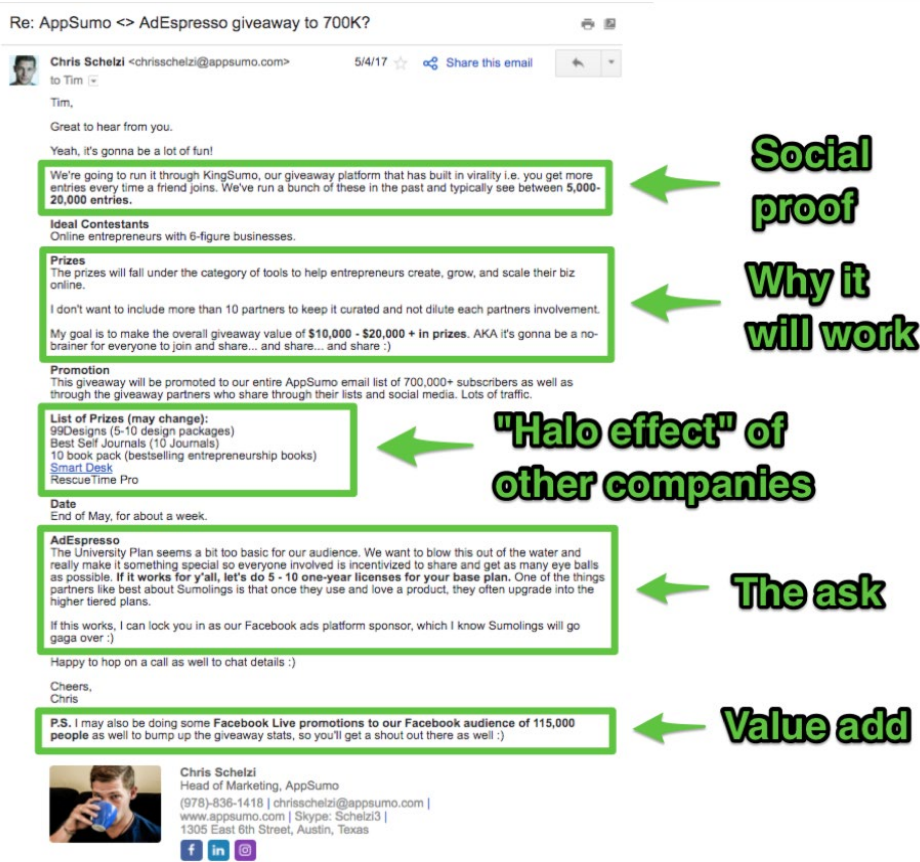 Re: AppSumo <> AdEspresso giveaway to 700K?
Chris Schelzi <chrisschelzi@appsumo.com>
5/4/17
Share this email
to Tim
Tim,
Great to hear from you.
Yeah, it's gonna be a lot of fun!
We're going to run it through KingSumo, our giveaway platform that has built in virality i.e. you get more
entries every time a friend joins. We've run a bunch of these in the past and typically see between 5,000-
20,000 entries.
Social
proof
Ideal Contestants
Online entrepreneurs with 6-figure businesses.
Prizes
The prizes will fall under the category of tools to help entrepreneurs create, grow, and scale their biz
online.
I don't want to include more than 10 partners to keep it curated and not dilute each partners involvement.
My goal is to make the overall giveaway value of $10,000 - $20,000 + in prizes. AKA it's gonna be a no-
brainer for everyone to join and share... and share... and share :)
Why it
will work
Promotion
This giveaway will be promoted to our entire AppSumo email list of 700,000+ subscribers as well as
through the giveaway partners who share through their lists and social media. Lots of traffic.
List of Prizes (may change):
99Designs (5-10 design packages)
Best Self Journals (10 Journals)
10 book pack (bestselling entrepreneurship books)
Smart Desk
RescueTime Pro
"Halo effect" of
other companies
Date
End of May, for about a week.
AdEspresso
The University Plan seems a bit too basic for our audience. We want to blow this out of the water and
really make it something special so everyone involved is incentivized to share and get as many eye balls
as possible. If it works for y'all, let's do 5 - 10 one-year licenses for your base plan. One of the things
partners like best about Sumolings is that once they use and love a product, they often upgrade into the
higher tiered plans.
If this works, I can lock you in as our Facebook ads platform sponsor, which I know Sumolings will go
gaga over :)
The ask
Happy to hop on a call as well to chat details :)
Cheers,
Chris
P.S. I may also be doing some Facebook Live promotions to our Facebook audience of 115,000
people as well to bump up the giveaway stats, so you'll get a shout out there as well :)
Value add
Chris Schelzi
Head of Marketing, AppSumo
(978)-836-1418 | chrisschelzi@appsumo.com |
www.appsumo.com | Skype: Schelzi3 |
1305 East 6th Street, Austin, Texas
f in